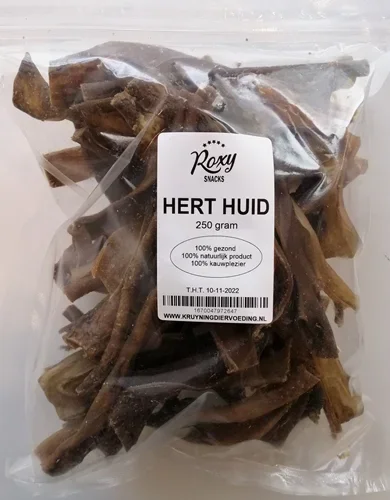 Roxy
SNACKS
HERT HUID
250 gram
100% gezond
100% natuurlijk product
100% kauwplezier
T.H.T. 10-11-2022
1670047972647
WWW.KRUYNINGDIERVOEDING.NL